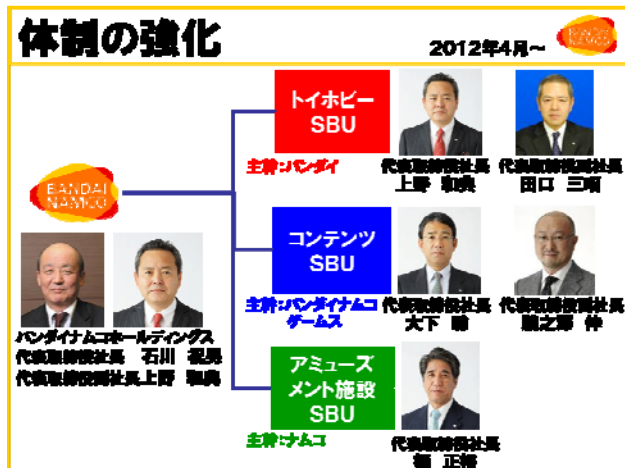 体制の強化
2012年4月～
BANDAI
NAMCO
トイホビー
SBU
主幹:バンダイ
代表取締役社長
上野 和典
代表取締役副社長
田口 三昭
BANDAI
NAMCO
コンテンツ
SBU
主幹:バンダイナムコ
ゲームス
代表取締役社長
大下 聡
代表取締役副社長
鵜之澤 伸
バンダイナムコホールディングス
代表取締役社長 石川 祝男
代表取締役副社長上野 和典
アミューズ
メント施設
SBU
主幹:ナムコ
代表取締役社長
橘 正裕